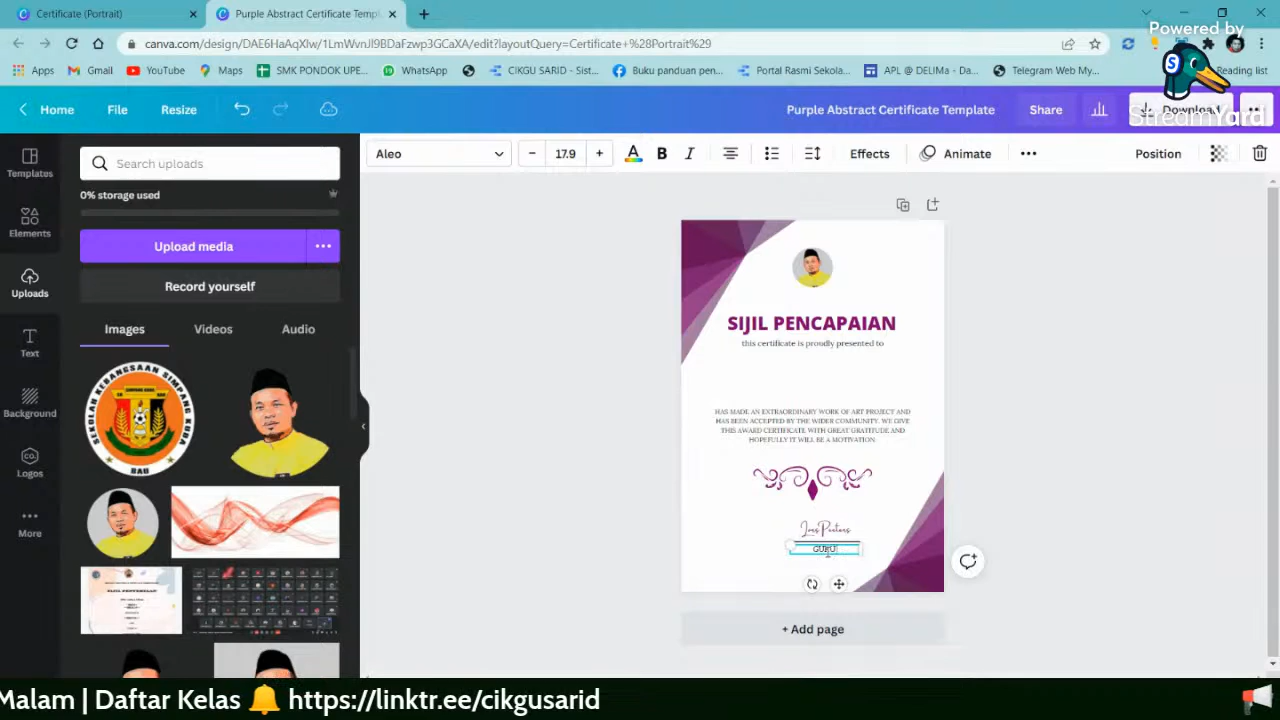 Certificate (Portrait)
Purple Abstract Certificate Templ
Powered by
canva.com/design/DAE6HaAqXlw/1LmWvnJl9BDaFzwp3GCaXA/edit?layoutQuery=Certificate+%28Portrait%29
Apps
Gmail
YouTube
Maps
SMK PONDOK UPE...
WhatsApp
CIKGU SARID - Sist...
Buku panduan pen...
Portal Rasmi Sekola...
APL @ DELIMa - Da...
Telegram Web My...
Reading list
Home
File
Resize
Purple Abstract Certificate Template
Share
Download
StreamYard
Templates
Search uploads
Aleo
17.9
A
B
I
Effects
Animate
Position
0% storage used
Elements
Upload media
Uploads
Record yourself
Images
Videos
Audio
Text
Background
Logos
More
BAU
SIJIL PENCAPAIAN
this certificate is proudly presented to
HAS MADE AN EXTRAORDINARY WORK OF ART PROJECT AND
HAS BEEN ACCEPTED BY THE WIDER COMMUNITY. WE GIVE
THIS AWARD CERTIFICATE WITH GREAT GRATITUDE AND
HOPEFULLY IT WILL BE A MOTIVATION
GURU
+ Add page
Malam | Daftar Kelas 🔔 https://linktr.ee/cikgusarid